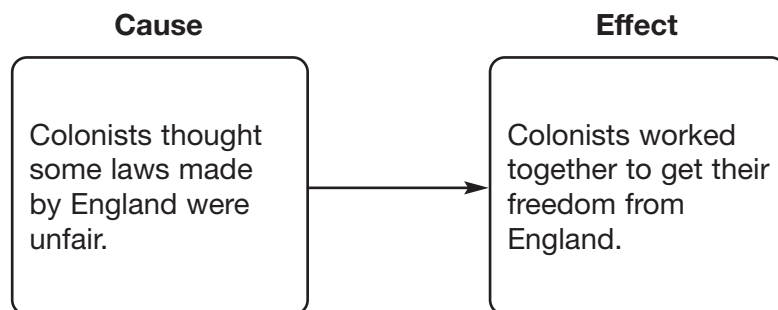 Cause
Colonists thought
some laws made
by England were
unfair.
Effect
Colonists worked
together to get their
freedom from
England.